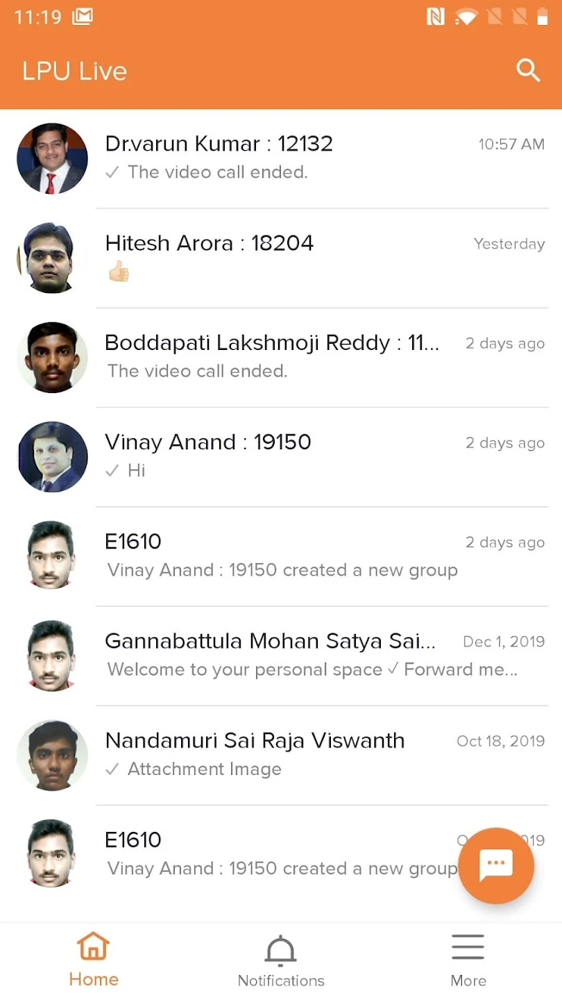 11:19
LPU Live
Dr.varun Kumar : 12132 10:57 AM
✓ The video call ended.
Hitesh Arora : 18204 Yesterday
👍🏻
Boddapati Lakshmoji Reddy : 11... 2 days ago
The video call ended.
Vinay Anand : 19150 2 days ago
✓ Hi
E1610 2 days ago
Vinay Anand : 19150 created a new group
Gannabattula Mohan Satya Sai... Dec 1, 2019
Welcome to your personal space ✓ Forward me...
Nandamuri Sai Raja Viswanth Oct 18, 2019
✓ Attachment Image
E1610
Vinay Anand : 19150 created a new group
Home Notifications More